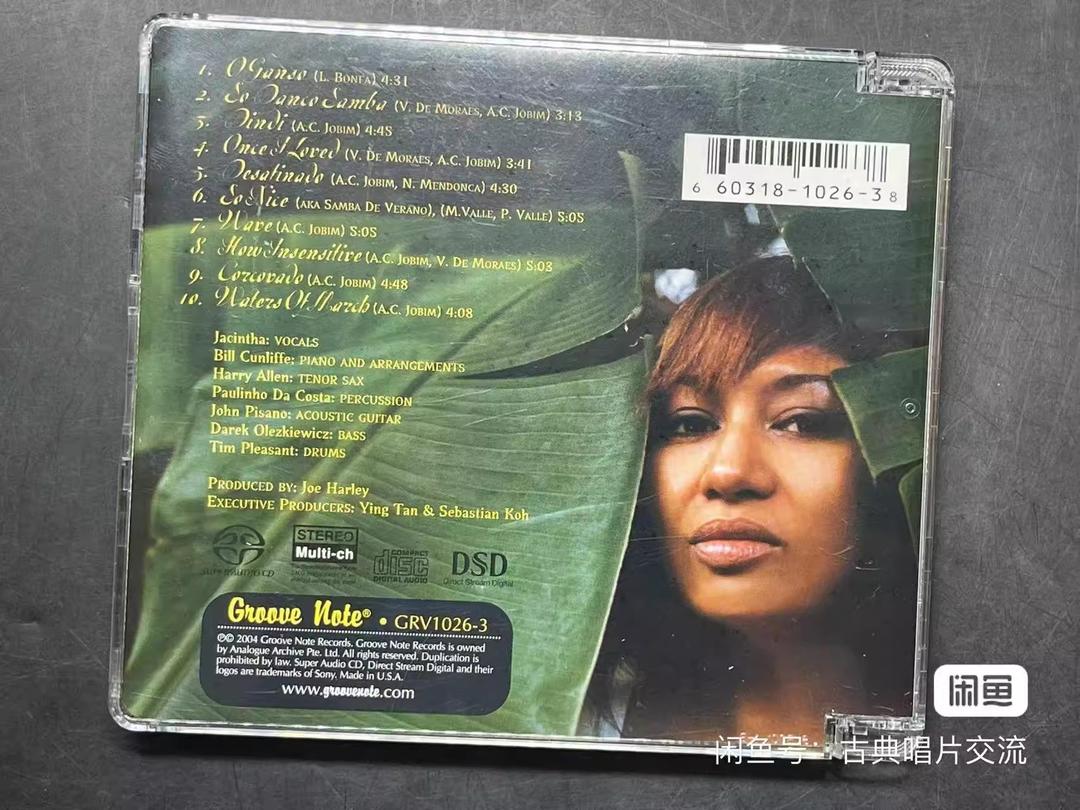 1. O Ganso (L. Bonfa) 4:31
2. So Danco Samba (V. De Moraes, A.C. Jobim) 3:13
3. Dindi (A.C. Jobim) 4:45
4. Once I Loved (V. De Moraes, A.C. Jobim) 3:41
5. Desafinado (A.C. Jobim, N. Mendonca) 4:30
6. So Nice (aka Samba De Verano), (M.Valle, P. Valle) 5:05
7. Wave (A.C. Jobim) 5:05
8. How Insensitive (A.C. Jobim, V. De Moraes) 5:03
9. Corcovado (A.C. Jobim) 4:48
10. Waters Of March (A.C. Jobim) 4:08
6 60318-1026-3 8
Jacintha: vocals
Bill Cunliffe: piano and arrangements
Harry Allen: tenor sax
Paulinho Da Costa: percussion
John Pisano: acoustic guitar
Darek Olezkiewicz: bass
Tim Pleasant: drums
Produced by: Joe Harley
Executive Producers: Ying Tan & Sebastian Koh
SUPER AUDIO CD
STEREO
Multi-ch
COMPACT
disc
DIGITAL AUDIO
DSD
Direct Stream Digital
Groove Note® • GRV1026-3
℗© 2004 Groove Note Records. Groove Note Records is owned
by Analogue Archive Pte. Ltd. All rights reserved. Duplication is
prohibited by law. Super Audio CD, Direct Stream Digital and their
logos are trademarks of Sony. Made in U.S.A.
www.groovenote.com
闲鱼
闲鱼号：古典唱片交流